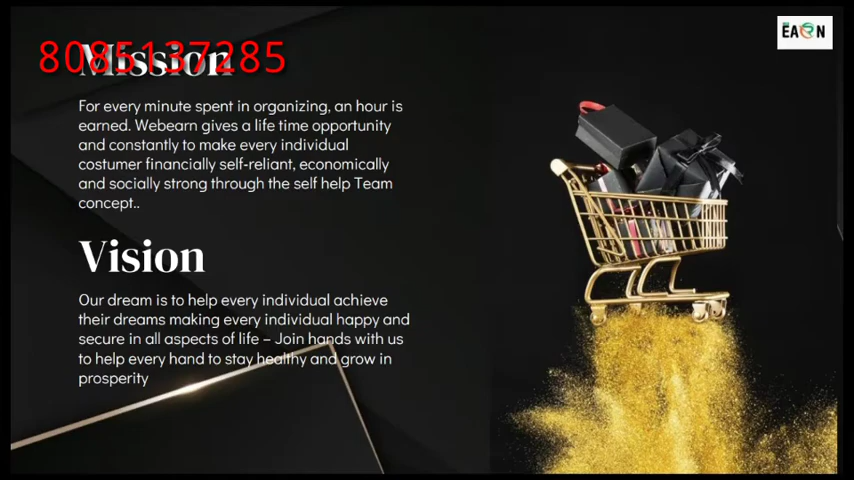 EARN
8085137285
Mission
For every minute spent in organizing, an hour is
earned. Webearn gives a life time opportunity
and constantly to make every individual
costumer financially self-reliant, economically
and socially strong through the self help Team
concept..
Vision
Our dream is to help every individual achieve
their dreams making every individual happy and
secure in all aspects of life – Join hands with us
to help every hand to stay healthy and grow in
prosperity